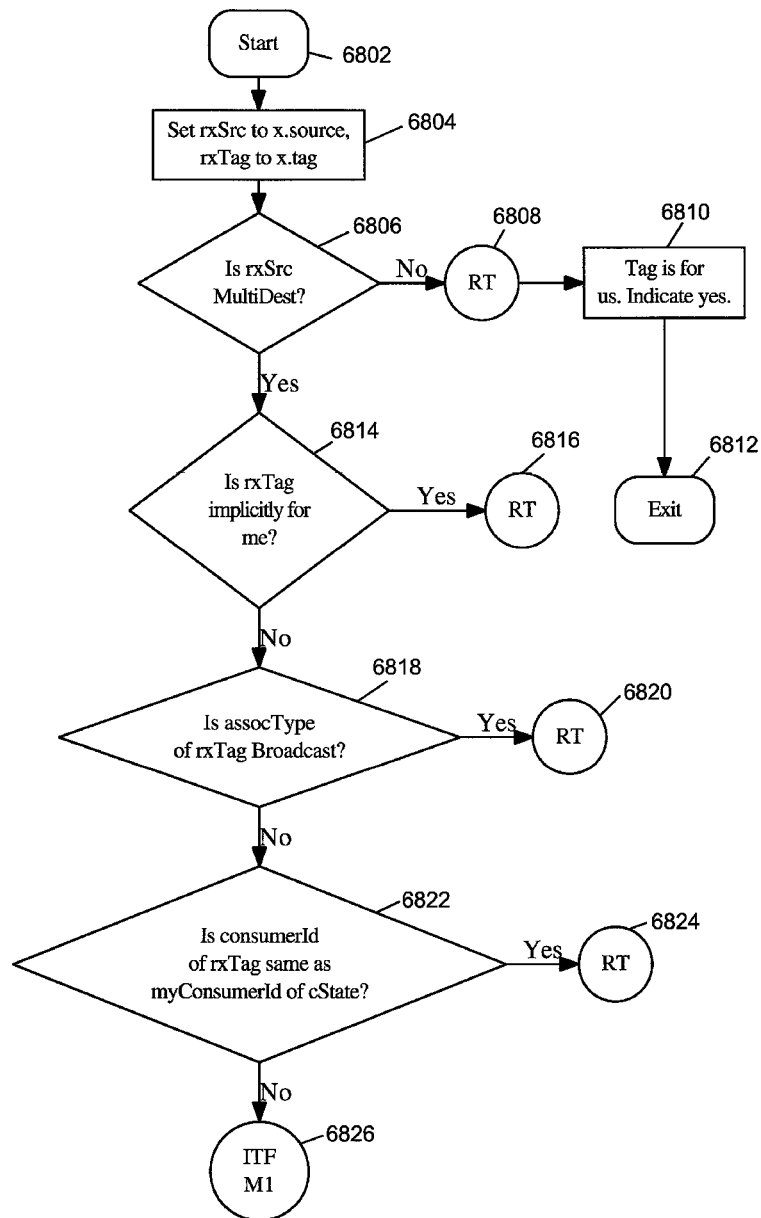 Start
6802
Set rxSrc to x.source,
rxTag to x.tag
6804
6806
Is rxSrc
MultiDest?
No
6808
RT
6810
Tag is for
us. Indicate yes.
Yes
6814
Is rxTag
implicitly for
me?
Yes
6816
RT
6812
Exit
No
6818
Is assocType
of rxTag Broadcast?
Yes
6820
RT
No
6822
Is consumerId
of rxTag same as
myConsumerId of cState?
Yes
6824
RT
No
6826
ITF
M1